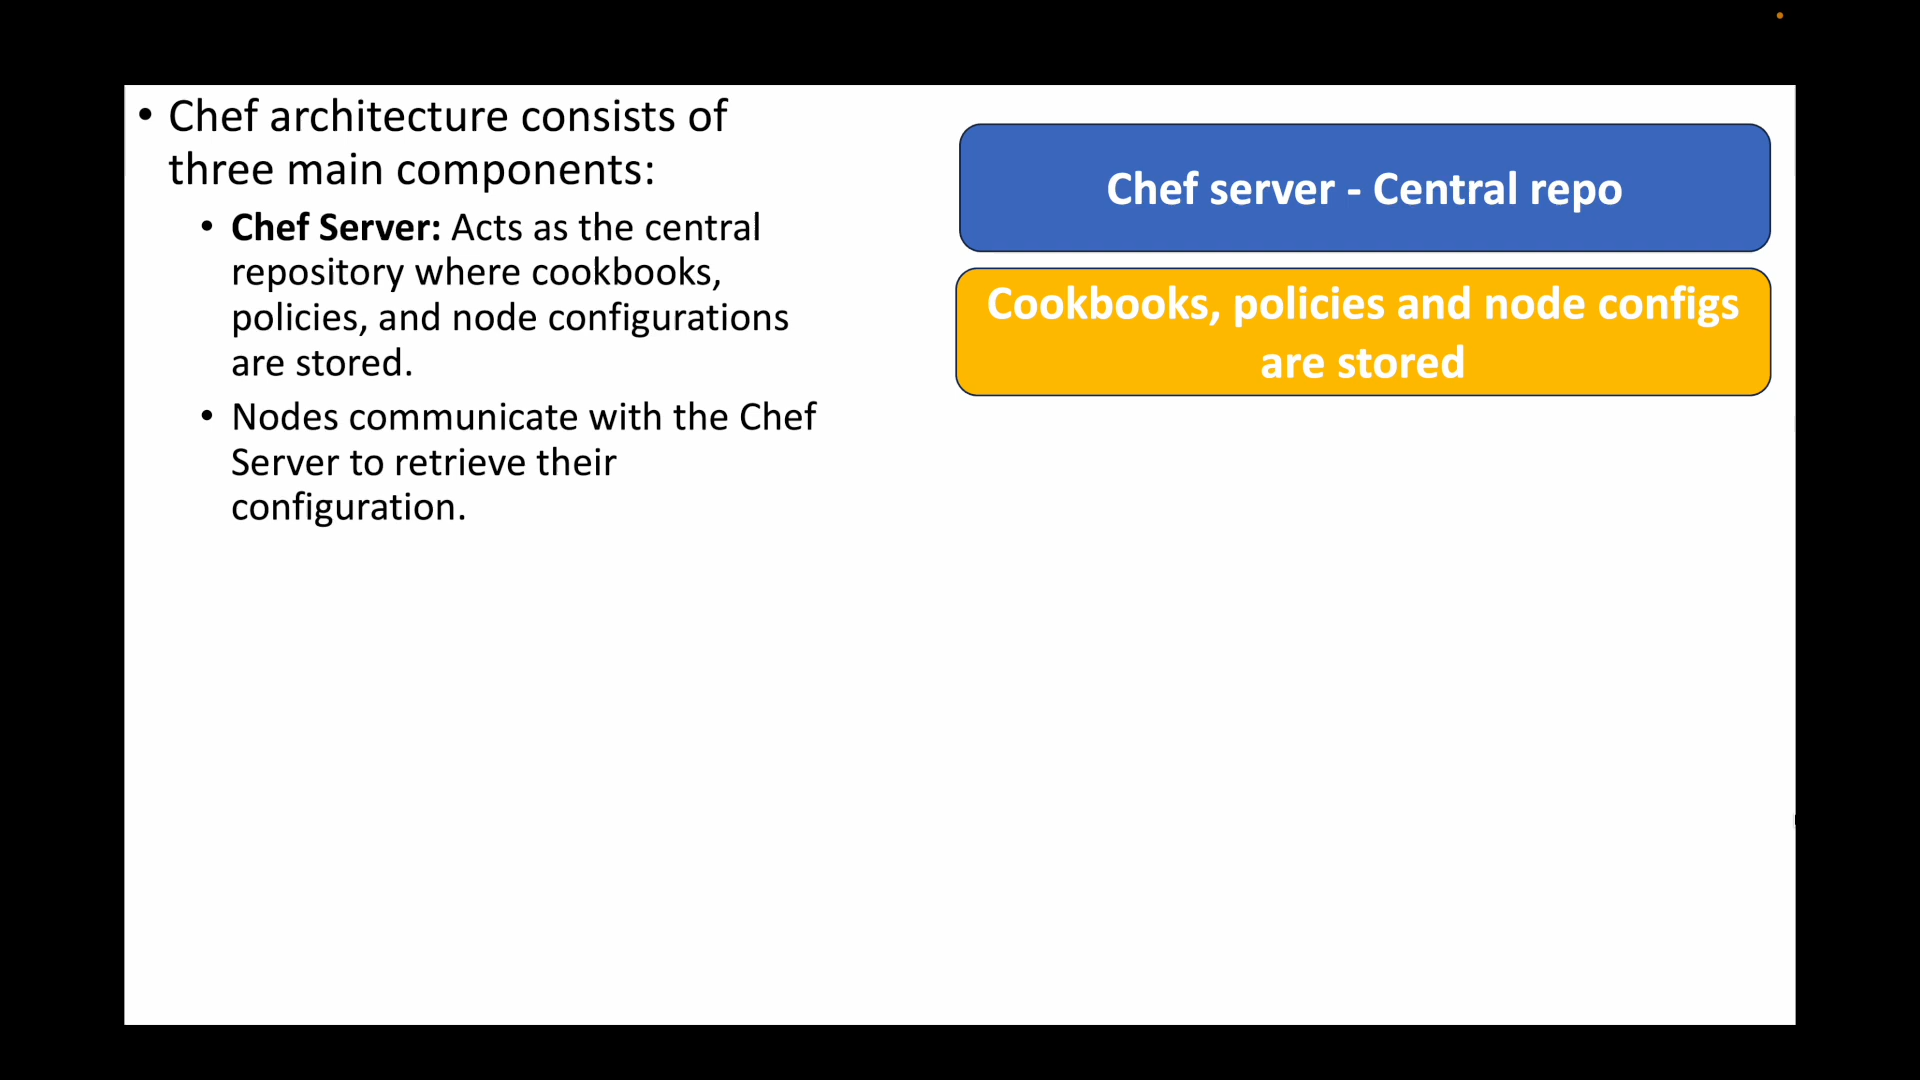 • Chef architecture consists of
three main components:
• Chef Server: Acts as the central
repository where cookbooks,
policies, and node configurations
are stored.
• Nodes communicate with the Chef
Server to retrieve their
configuration.
Chef server - Central repo
Cookbooks, policies and node configs
are stored